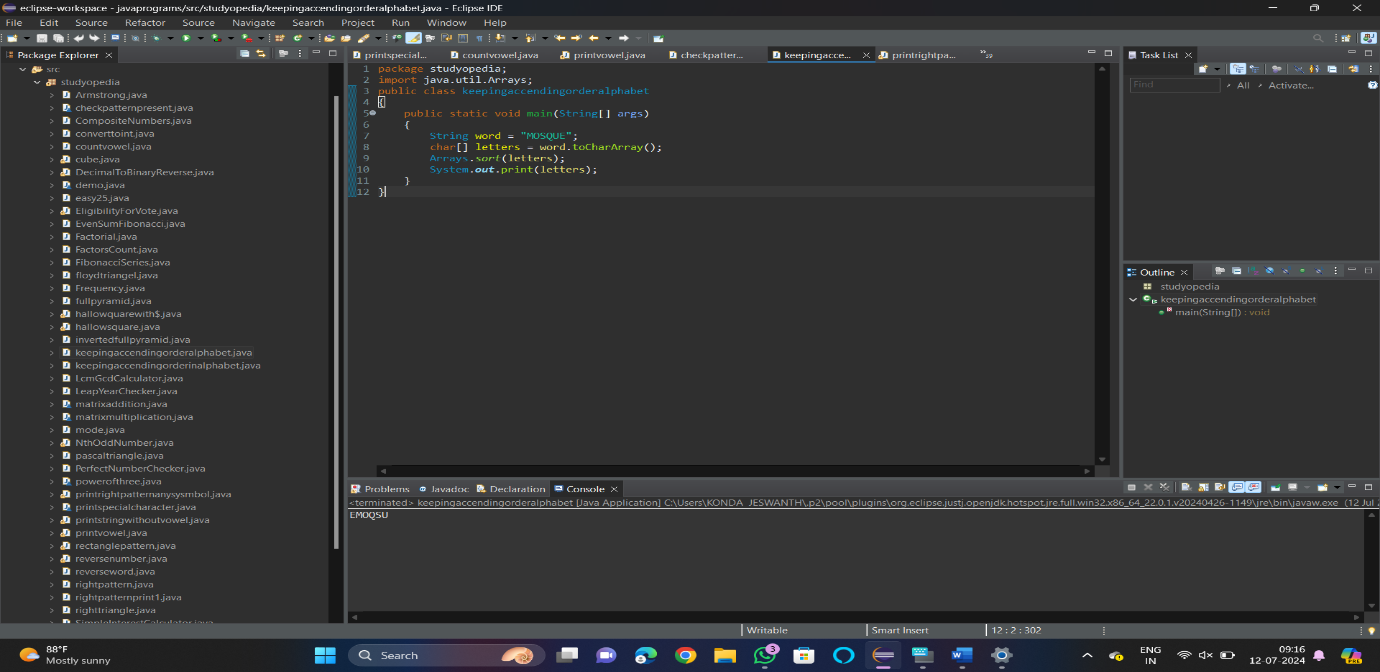 eclipse-workspace - javaprograms/src/studyopedia/keepingaccendingorderalphabet.java - Eclipse IDE
File Edit Source Refactor Source Navigate Search Project Run Window Help
Package Explorer
src
studyopedia
Armstrong.java
checkpatternpresent.java
CompositeNumbers.java
converttoint.java
countvowel.java
cube.java
DecimalToBinaryReverse.java
demo.java
easy25.java
EligibilityForVote.java
EvenSumFibonacci.java
Factorial.java
FactorsCount.java
FibonacciSeries.java
floydtriangel.java
Frequency.java
fullpyramid.java
hallowquarewith$.java
hallowsquare.java
invertedfullpyramid.java
keepingaccendingorderalphabet.java
keepingaccendingorderinalphabet.java
LcmGcdCalculator.java
LeapYearChecker.java
matrixaddition.java
matrixmultiplication.java
mode.java
NthOddNumber.java
pascaltriangle.java
PerfectNumberChecker.java
powerofthree.java
printrightpatternanysysmbol.java
printspecialcharacter.java
printstringwithoutvowel.java
printvowel.java
rectanglepattern.java
reversenumber.java
reverseword.java
rightpattern.java
rightpatternprint1.java
righttriangle.java
SimpleInterestCalculator.java
printspecial... countvowel.java printvowel.java checkpatter... keepingacce... printrightpa... »39
1 package studyopedia;
2 import java.util.Arrays;
3 public class keepingaccendingorderalphabet
4 {
5 public static void main(String[] args)
6 {
7 String word = "MOSQUE";
8 char[] letters = word.toCharArray();
9 Arrays.sort(letters);
10 System.out.print(letters);
11 }
12 }
Task List
Find All Activate...
Outline
studyopedia
keepingaccendingorderalphabet
main(String[]) : void
Problems Javadoc Declaration Console
<terminated> keepingaccendingorderalphabet [Java Application] C:\Users\KONDA JESWANTH\.p2\pool\plugins\org.eclipse.justj.openjdk.hotspot.jre.full.win32.x86_64_22.0.1.v20240426-1149\jre\bin\javaw.exe (12 Jul
EMOQSU
Writable Smart Insert 12 : 2 : 302
88°F
Mostly sunny
Search
3
ENG
IN
09:16
12-07-2024
PRE